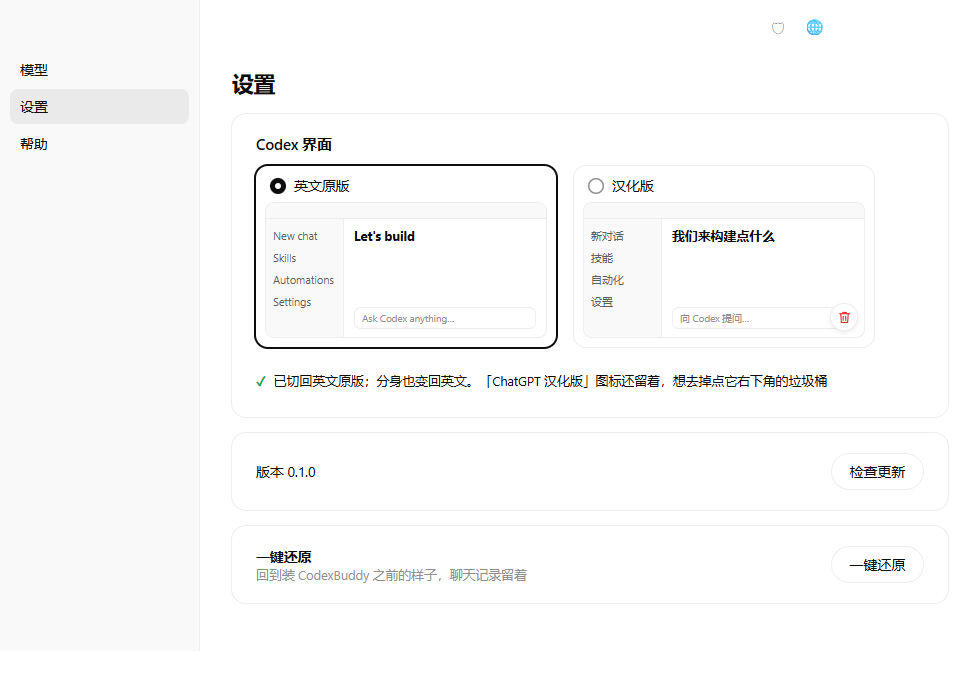 模型
设置
帮助
设置
Codex 界面
英文原版
New chat
Skills
Automations
Settings
Let's build
Ask Codex anything...
汉化版
新对话
技能
自动化
设置
我们来构建点什么
向 Codex 提问...
✓ 已切回英文原版；分身也变回英文。「ChatGPT 汉化版」图标还留着，想去掉点它右下角的垃圾桶
版本 0.1.0
检查更新
一键还原
回到装 CodexBuddy 之前的样子，聊天记录留着
一键还原